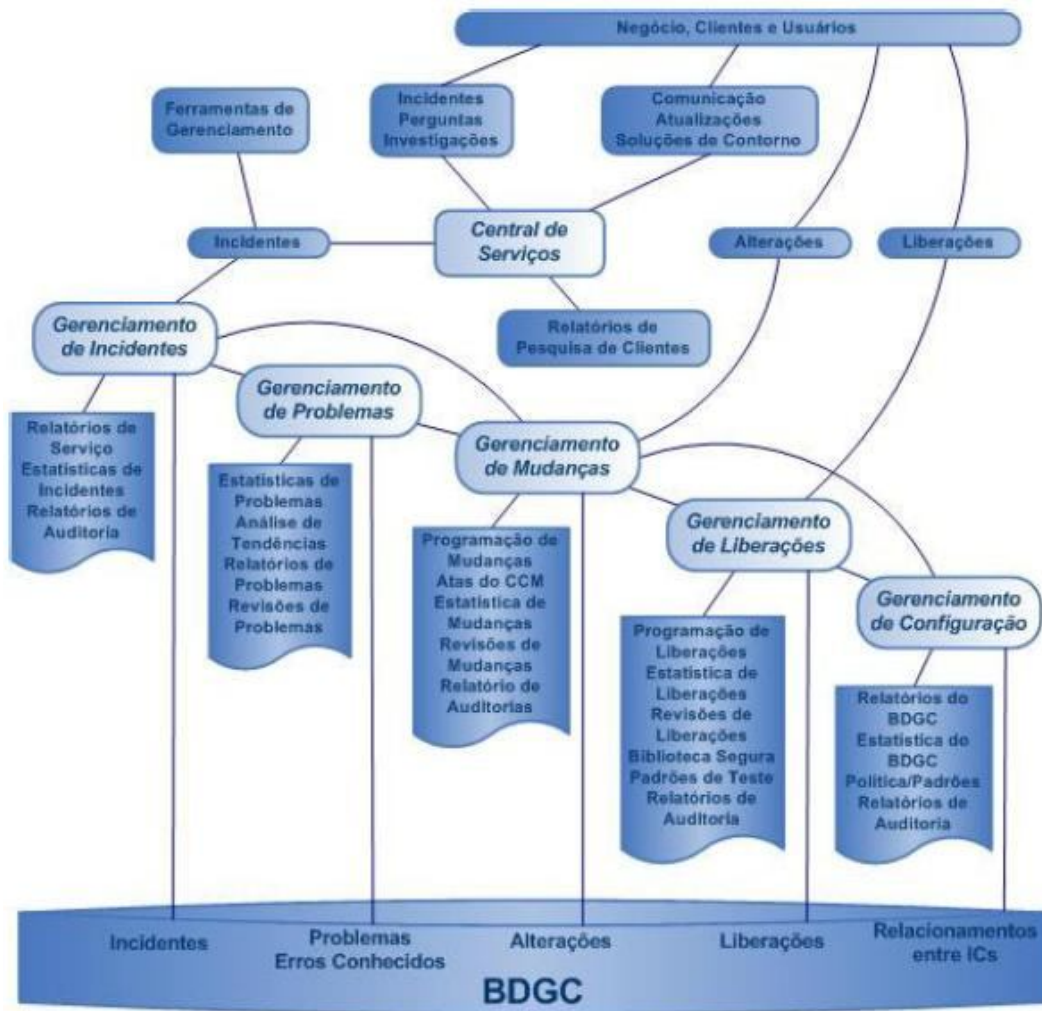 Negócio, Clientes e Usuários
Ferramentas de
Gerenciamento
Incidentes
Perguntas
Investigações
Comunicação
Atualizações
Soluções de Contorno
Incidentes
Central de
Serviços
Alterações
Liberações
Gerenciamento
de Incidentes
Relatórios de
Pesquisa de Clientes
Gerenciamento
de Problemas
Gerenciamento
de Mudanças
Gerenciamento
de Liberações
Gerenciamento
de Configuração
Relatórios de
Serviço
Estatísticas de
Incidentes
Relatórios de
Auditoria
Estatísticas de
Problemas
Análise de
Tendências
Relatórios de
Problemas
Revisões de
Problemas
Programação de
Mudanças
Atas do CCM
Estatística de
Mudanças
Revisões de
Mudanças
Relatório de
Auditorias
Programação de
Liberações
Estatística de
Liberações
Revisões de
Liberações
Biblioteca Segura
Padrões de Teste
Relatórios de
Auditoria
Relatórios do
BDGC
Estatística do
BDGC
Política/Padrões
Relatórios de
Auditoria
Incidentes
Problemas
Erros Conhecidos
Alterações
Liberações
Relacionamentos
entre ICs
BDGC